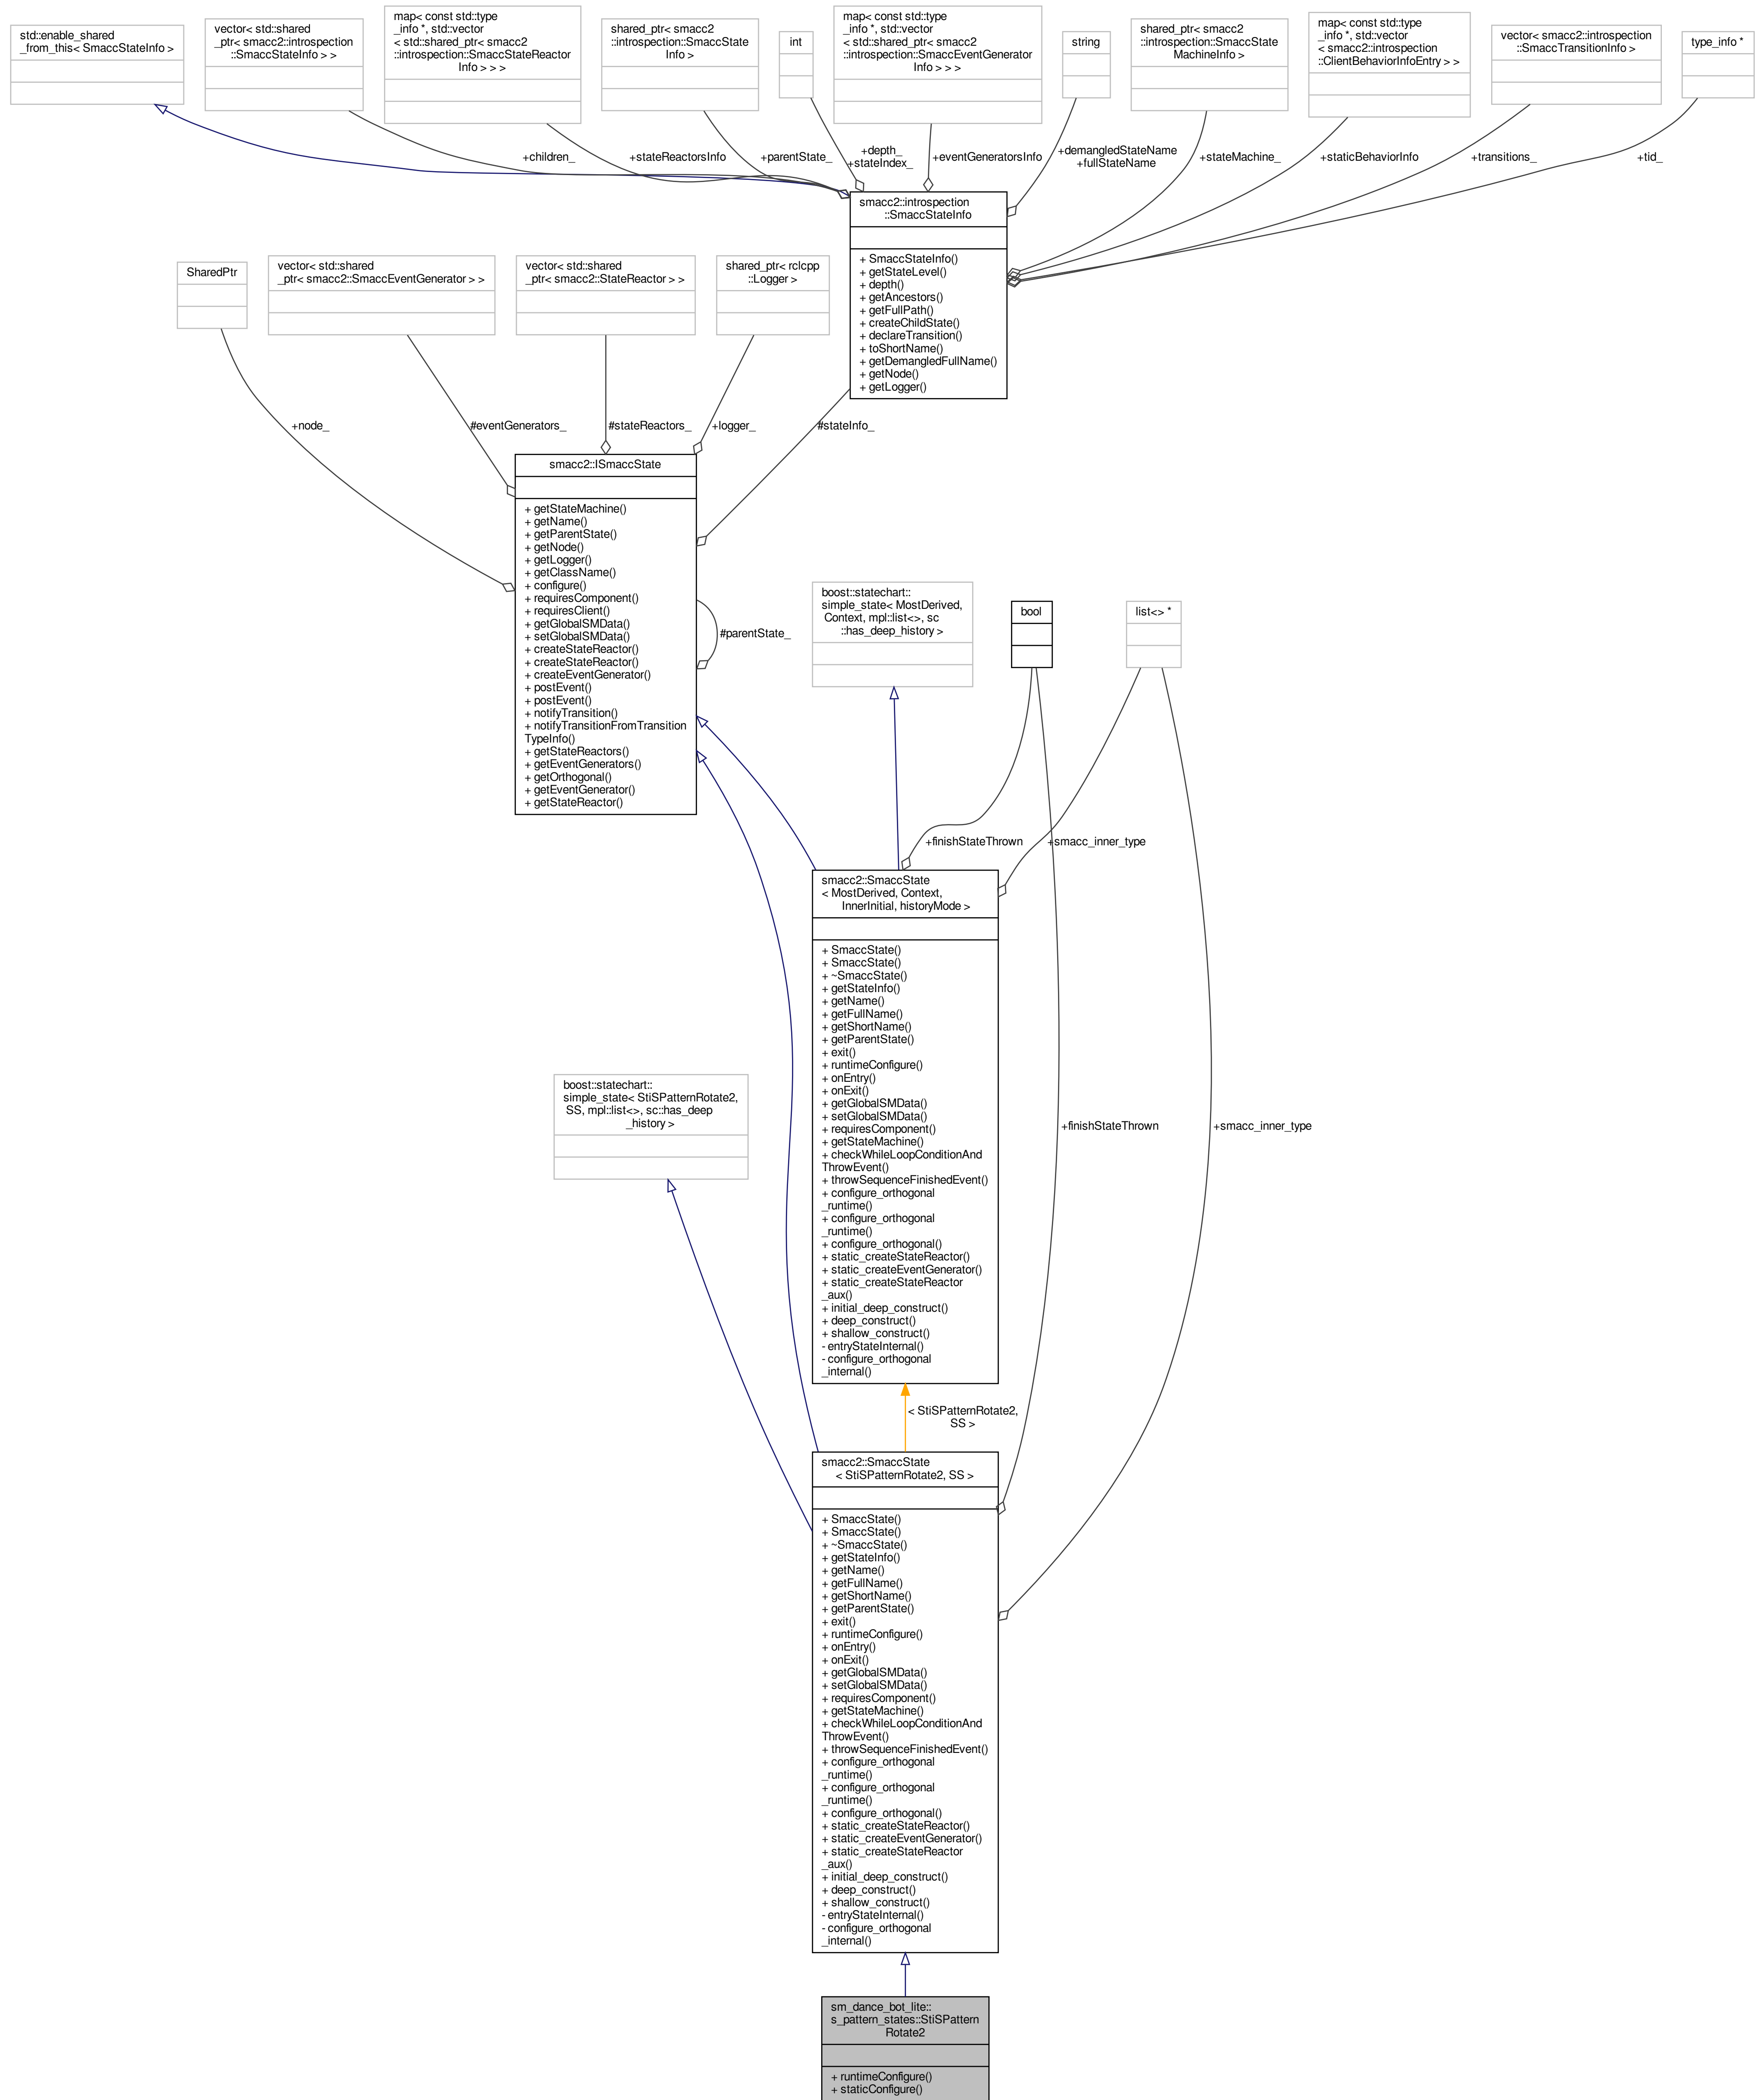 std::enable_shared
_from_this< SmaccStateInfo >
vector< std::shared
_ptr< smacc2::introspection
::SmaccStateInfo > >
map< const std::type
_info *, std::vector
< std::shared_ptr< smacc2
::introspection::SmaccStateReactor
Info > > >
shared_ptr< smacc2
::introspection::SmaccState
Info >
int
map< const std::type
_info *, std::vector
< std::shared_ptr< smacc2
::introspection::SmaccEventGenerator
Info > > >
string
shared_ptr< smacc2
::introspection::SmaccState
MachineInfo >
map< const std::type
_info *, std::vector
< smacc2::introspection
::ClientBehaviorInfoEntry > >
vector< smacc2::introspection
::SmaccTransitionInfo >
type_info *
+children_
+stateReactorsInfo
+parentState_
+depth_
+stateIndex_
+eventGeneratorsInfo
+demangledStateName
+fullStateName
+stateMachine_
+staticBehaviorInfo
+transitions_
+tid_
smacc2::introspection
::SmaccStateInfo
+ SmaccStateInfo()
+ getStateLevel()
+ depth()
+ getAncestors()
+ getFullPath()
+ createChildState()
+ declareTransition()
+ toShortName()
+ getDemangledFullName()
+ getNode()
+ getLogger()
SharedPtr
vector< std::shared
_ptr< smacc2::SmaccEventGenerator > >
vector< std::shared
_ptr< smacc2::StateReactor > >
shared_ptr< rclcpp
::Logger >
+node_
#eventGenerators_
#stateReactors_
+logger_
#stateInfo_
smacc2::ISmaccState
+ getStateMachine()
+ getName()
+ getParentState()
+ getNode()
+ getLogger()
+ getClassName()
+ configure()
+ requiresComponent()
+ requiresClient()
+ getGlobalSMData()
+ setGlobalSMData()
+ createStateReactor()
+ createStateReactor()
+ createEventGenerator()
+ postEvent()
+ postEvent()
+ notifyTransition()
+ notifyTransitionFromTransition
TypeInfo()
+ getStateReactors()
+ getEventGenerators()
+ getOrthogonal()
+ getEventGenerator()
+ getStateReactor()
#parentState_
boost::statechart::
simple_state< MostDerived,
Context, mpl::list<>, sc
::has_deep_history >
bool
list<> *
+finishStateThrown
+smacc_inner_type
smacc2::SmaccState
< MostDerived, Context,
InnerInitial, historyMode >
+ SmaccState()
+ SmaccState()
+ ~SmaccState()
+ getStateInfo()
+ getName()
+ getFullName()
+ getShortName()
+ getParentState()
+ exit()
+ runtimeConfigure()
+ onEntry()
+ onExit()
+ getGlobalSMData()
+ setGlobalSMData()
+ requiresComponent()
+ getStateMachine()
+ checkWhileLoopConditionAnd
ThrowEvent()
+ throwSequenceFinishedEvent()
+ configure_orthogonal
_runtime()
+ configure_orthogonal
_runtime()
+ configure_orthogonal()
+ static_createStateReactor()
+ static_createEventGenerator()
+ static_createStateReactor
_aux()
+ initial_deep_construct()
+ deep_construct()
+ shallow_construct()
- entryStateInternal()
- configure_orthogonal
_internal()
boost::statechart::
simple_state< StiSPatternRotate2,
SS, mpl::list<>, sc::has_deep
_history >
+finishStateThrown
+smacc_inner_type
< StiSPatternRotate2,
SS >
smacc2::SmaccState
< StiSPatternRotate2, SS >
+ SmaccState()
+ SmaccState()
+ ~SmaccState()
+ getStateInfo()
+ getName()
+ getFullName()
+ getShortName()
+ getParentState()
+ exit()
+ runtimeConfigure()
+ onEntry()
+ onExit()
+ getGlobalSMData()
+ setGlobalSMData()
+ requiresComponent()
+ getStateMachine()
+ checkWhileLoopConditionAnd
ThrowEvent()
+ throwSequenceFinishedEvent()
+ configure_orthogonal
_runtime()
+ configure_orthogonal
_runtime()
+ configure_orthogonal()
+ static_createStateReactor()
+ static_createEventGenerator()
+ static_createStateReactor
_aux()
+ initial_deep_construct()
+ deep_construct()
+ shallow_construct()
- entryStateInternal()
- configure_orthogonal
_internal()
sm_dance_bot_lite::
s_pattern_states::StiSPattern
Rotate2
+ runtimeConfigure()
+ staticConfigure()